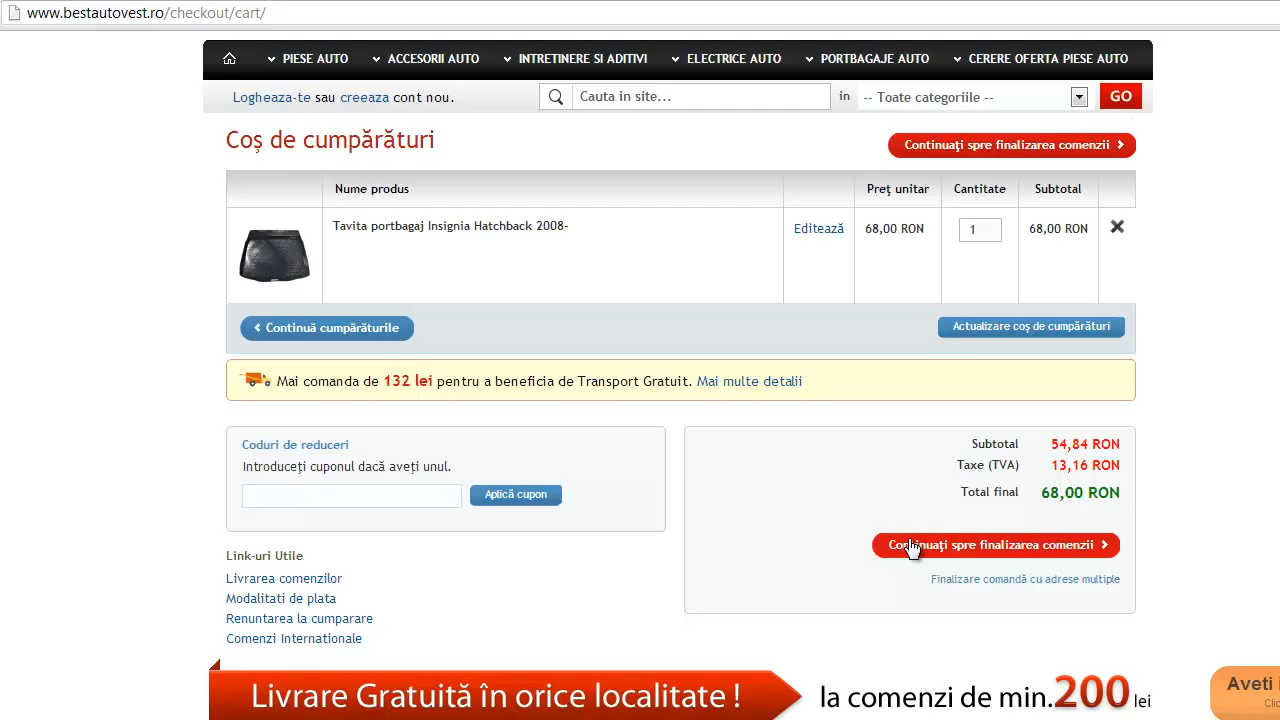 www.bestautovest.ro/checkout/cart/
PIESE AUTO ACCESORII AUTO INTRETINERE SI ADITIVI ELECTRICE AUTO PORTBAGAJE AUTO CERERE OFERTA PIESE AUTO
Logheaza-te sau creeaza cont nou. Cauta in site... in -- Toate categoriile -- GO
Coş de cumpărături
Continuaţi spre finalizarea comenzii
Nume produs Preţ unitar Cantitate Subtotal
Tavita portbagaj Insignia Hatchback 2008- Editează 68,00 RON 1 68,00 RON
Continuă cumpărăturile Actualizare coş de cumpărături
Mai comanda de 132 lei pentru a beneficia de Transport Gratuit. Mai multe detalii
Coduri de reduceri
Introduceţi cuponul dacă aveţi unul.
Aplică cupon
Subtotal 54,84 RON
Taxe (TVA) 13,16 RON
Total final 68,00 RON
Continuaţi spre finalizarea comenzii
Finalizare comandă cu adrese multiple
Link-uri Utile
Livrarea comenzilor
Modalitati de plata
Renuntarea la cumparare
Comenzi Internationale
Livrare Gratuită în orice localitate ! la comenzi de min.200 lei
Aveti